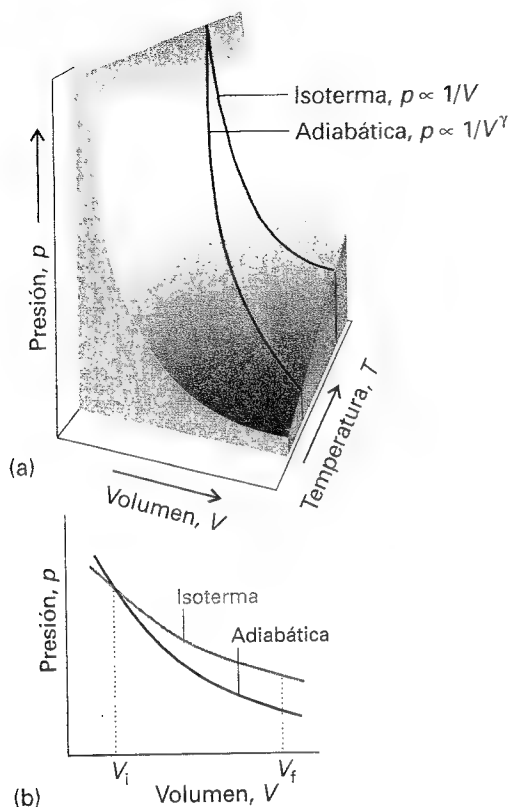 Isoterma, p ∝ 1/V
Adiabática, p ∝ 1/V^γ
Presión, p
Temperatura, T
(a)
Volumen, V
Presión, p
Isoterma
Adiabática
V_i
V_f
(b)
Volumen, V